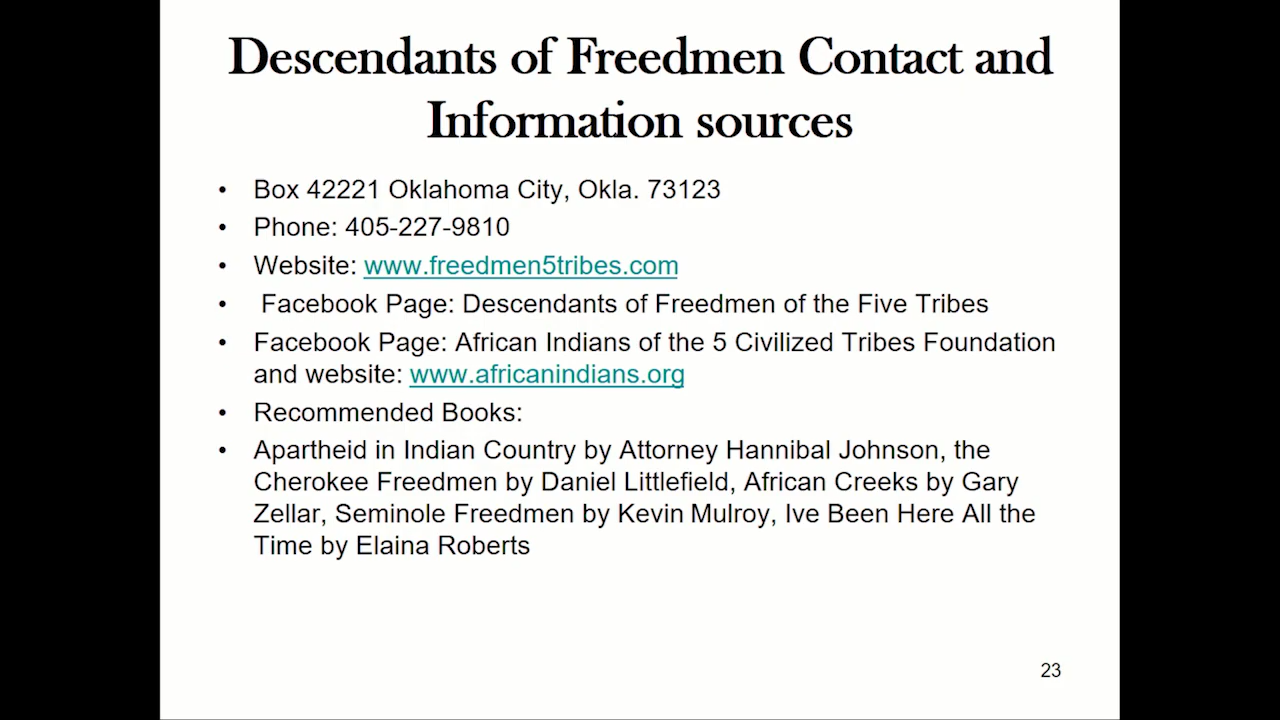 Descendants of Freedmen Contact and
Information sources
• Box 42221 Oklahoma City, Okla. 73123
• Phone: 405-227-9810
• Website: www.freedmen5tribes.com
• Facebook Page: Descendants of Freedmen of the Five Tribes
• Facebook Page: African Indians of the 5 Civilized Tribes Foundation
and website: www.africanindians.org
• Recommended Books:
• Apartheid in Indian Country by Attorney Hannibal Johnson, the
Cherokee Freedmen by Daniel Littlefield, African Creeks by Gary
Zellar, Seminole Freedmen by Kevin Mulroy, Ive Been Here All the
Time by Elaina Roberts
23